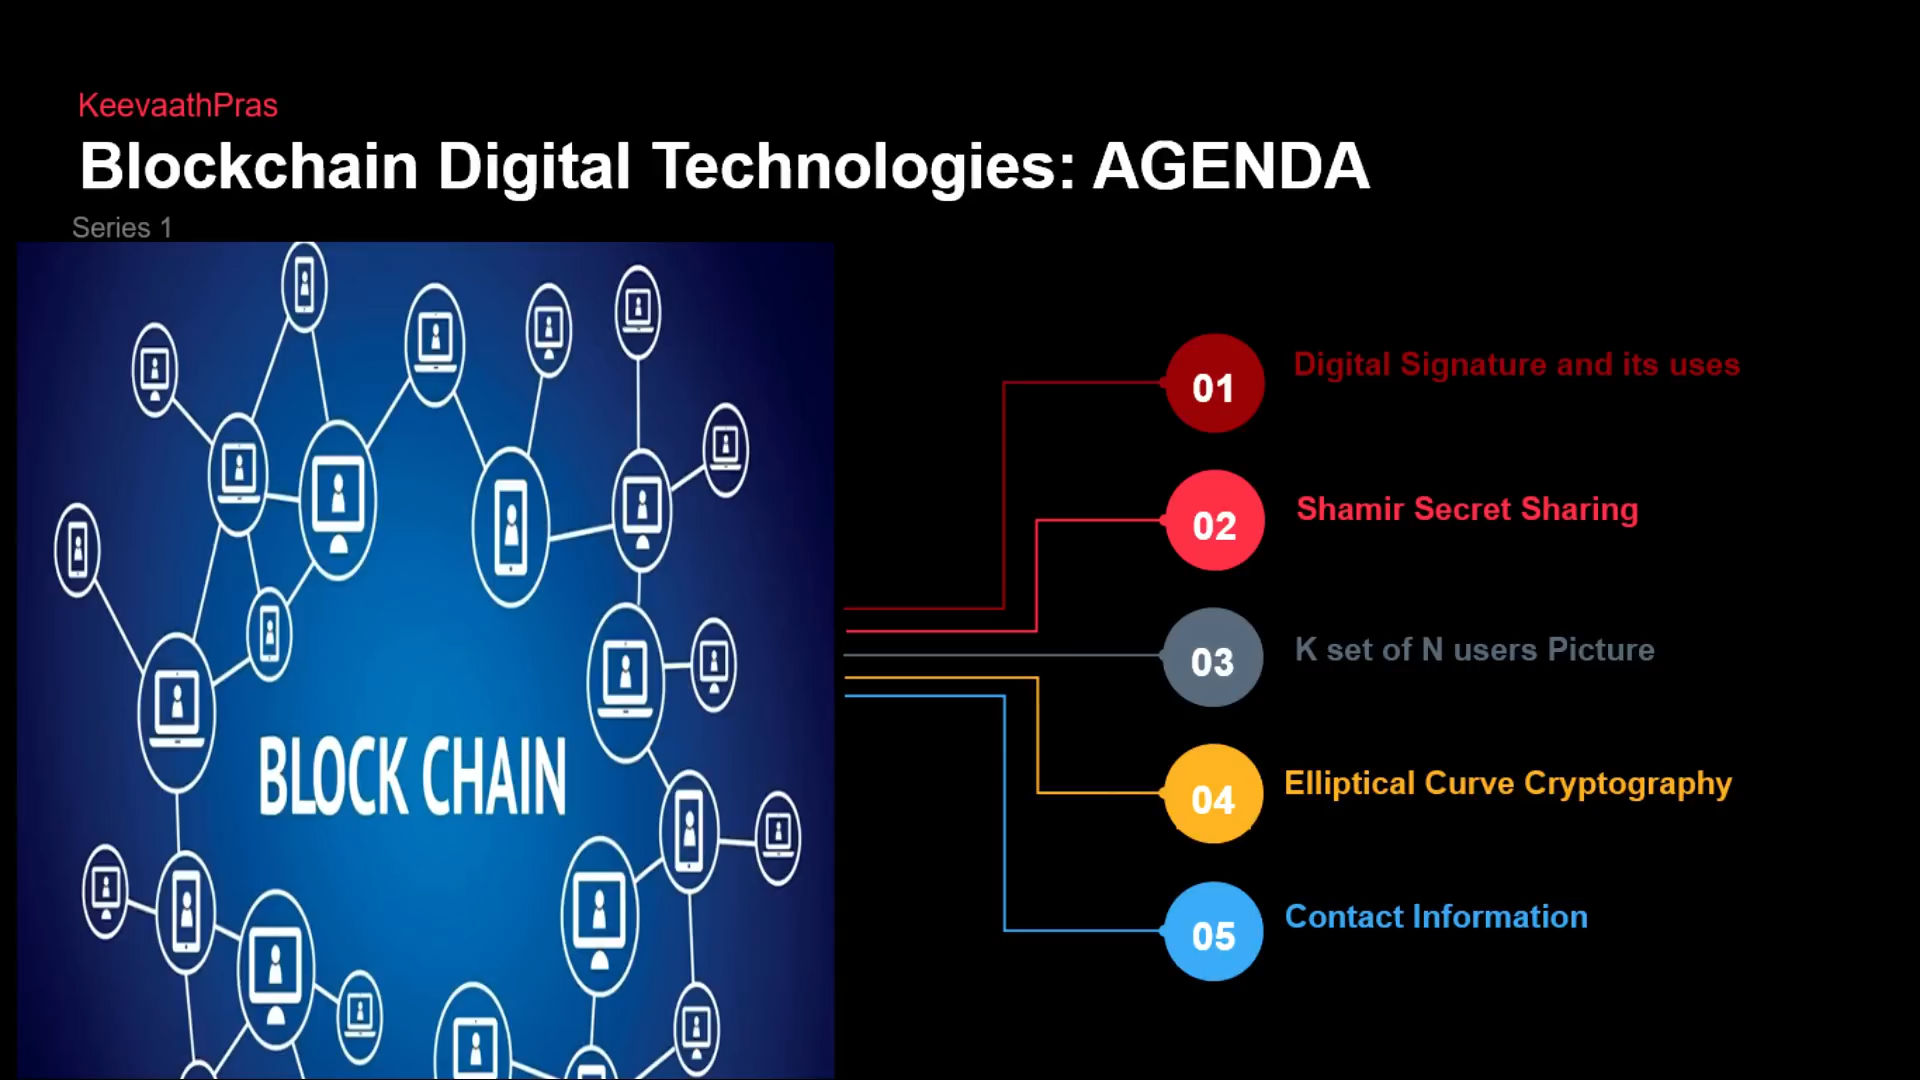 KeevaathPras
Blockchain Digital Technologies: AGENDA
Series 1
BLOCK CHAIN
01 Digital Signature and its uses
02 Shamir Secret Sharing
03 K set of N users Picture
04 Elliptical Curve Cryptography
05 Contact Information